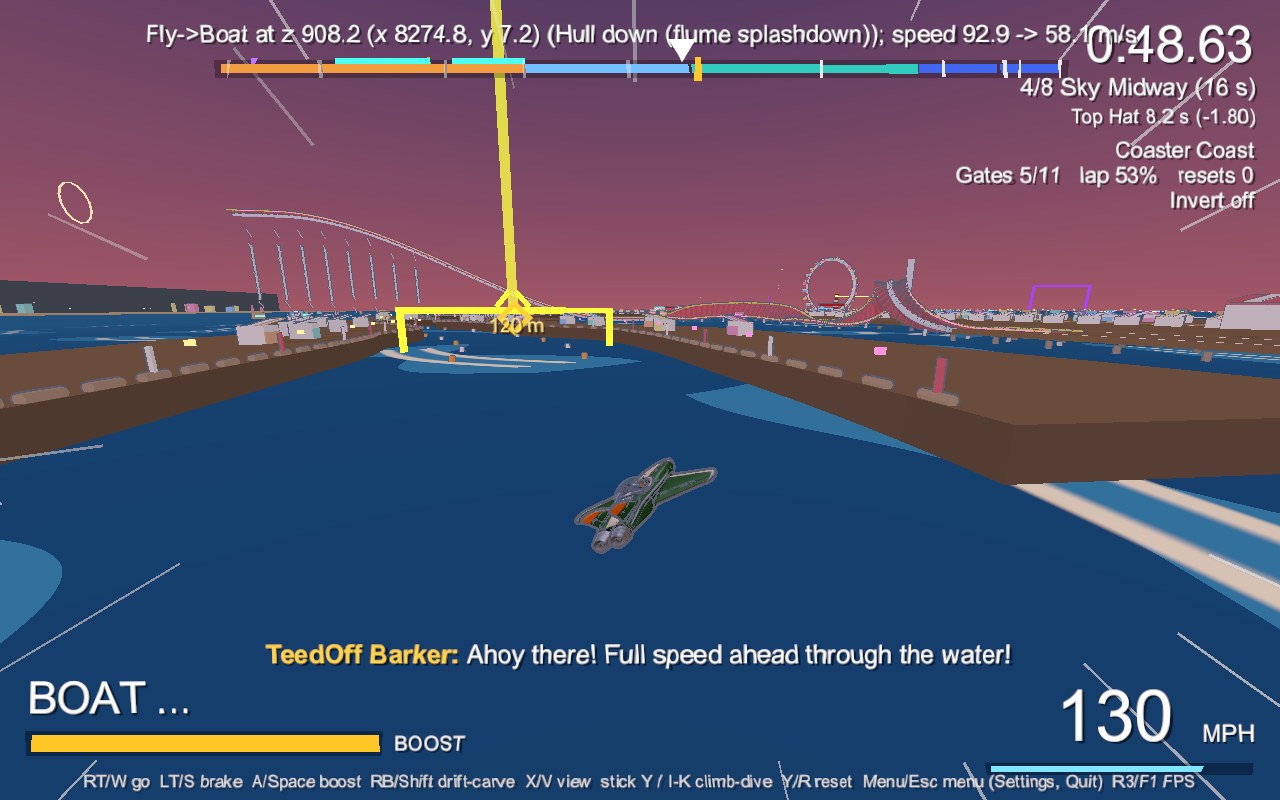 Fly->Boat at z 908.2 (x 8274.8, y 7.2) (Hull down (flume splashdown)); speed 92.9 -> 58.1 m/s
0:48.63
4/8 Sky Midway (16 s)
Top Hat 8.2 s (-1.80)
Coaster Coast
Gates 5/11 lap 53% resets 0
Invert off
120 m
TeedOff Barker: Ahoy there! Full speed ahead through the water!
BOAT ...
BOOST
130 MPH
RT/W go LT/S brake A/Space boost RB/Shift drift-carve X/V view stick Y / I-K climb-dive Y/R reset Menu/Esc menu (Settings, Quit) R3/F1 FPS